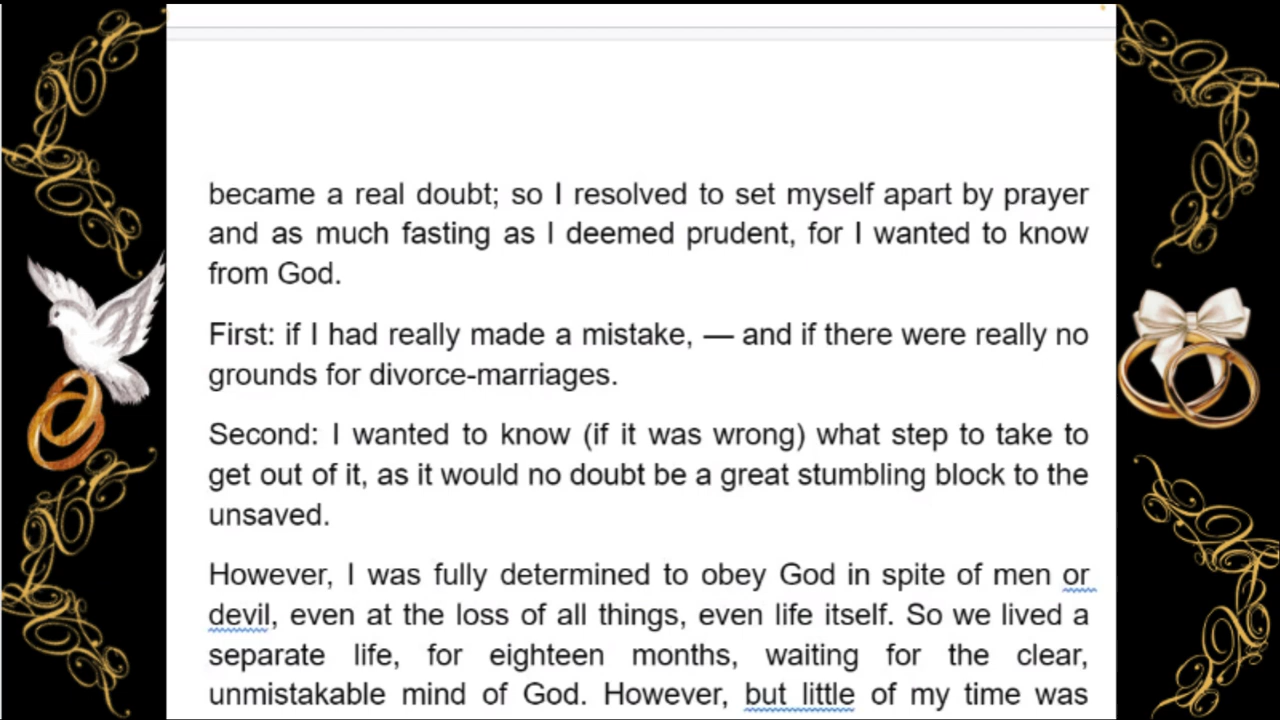 became a real doubt; so I resolved to set myself apart by prayer
and as much fasting as I deemed prudent, for I wanted to know
from God.
First: if I had really made a mistake, — and if there were really no
grounds for divorce-marriages.
Second: I wanted to know (if it was wrong) what step to take to
get out of it, as it would no doubt be a great stumbling block to the
unsaved.
However, I was fully determined to obey God in spite of men or
devil, even at the loss of all things, even life itself. So we lived a
separate life, for eighteen months, waiting for the clear,
unmistakable mind of God. However, but little of my time was